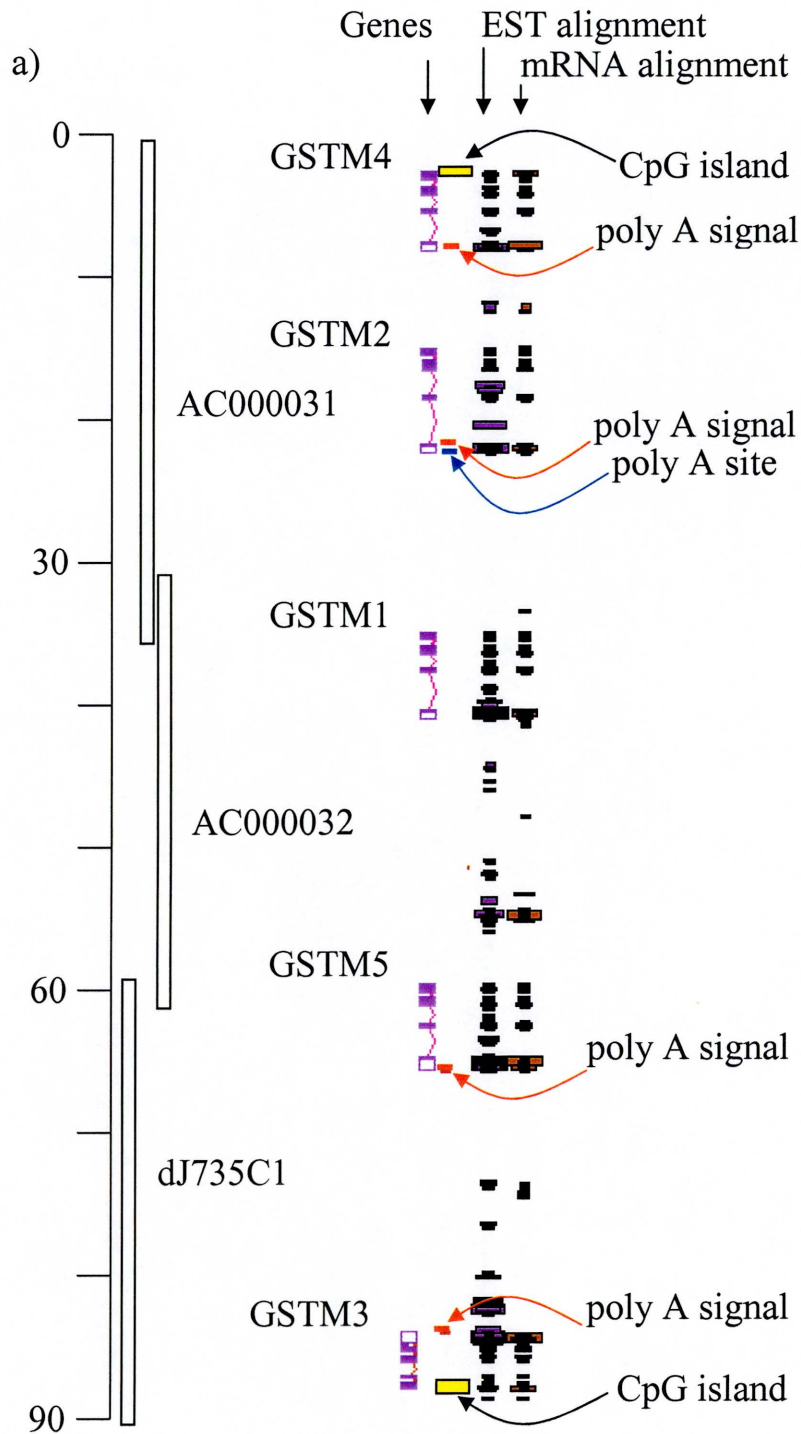 Genes EST alignment
a) mRNA alignment
0
GSTM4 CpG island
poly A signal
GSTM2
AC000031
poly A signal
poly A site
30
GSTM1
AC000032
GSTM5
60
poly A signal
dJ735C1
GSTM3 poly A signal
CpG island
90